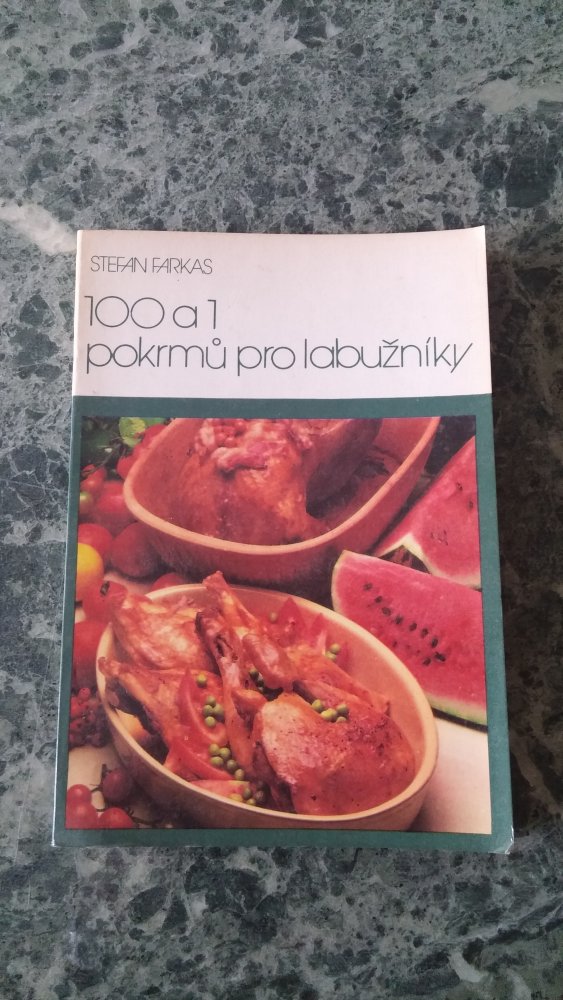 STEFAN FARKAS
100 a 1
pokrmů pro labužníky